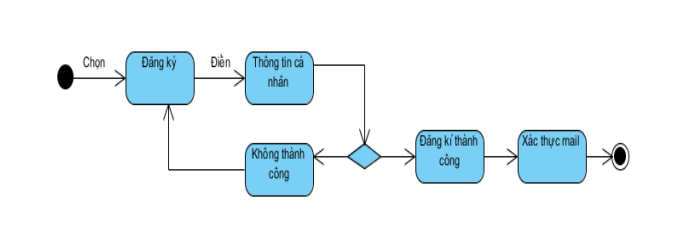 Chọn
Đăng ký
Điền
Thông tin cá
nhân
Không thành
công
Đăng kí thành
công
Xác thực mail